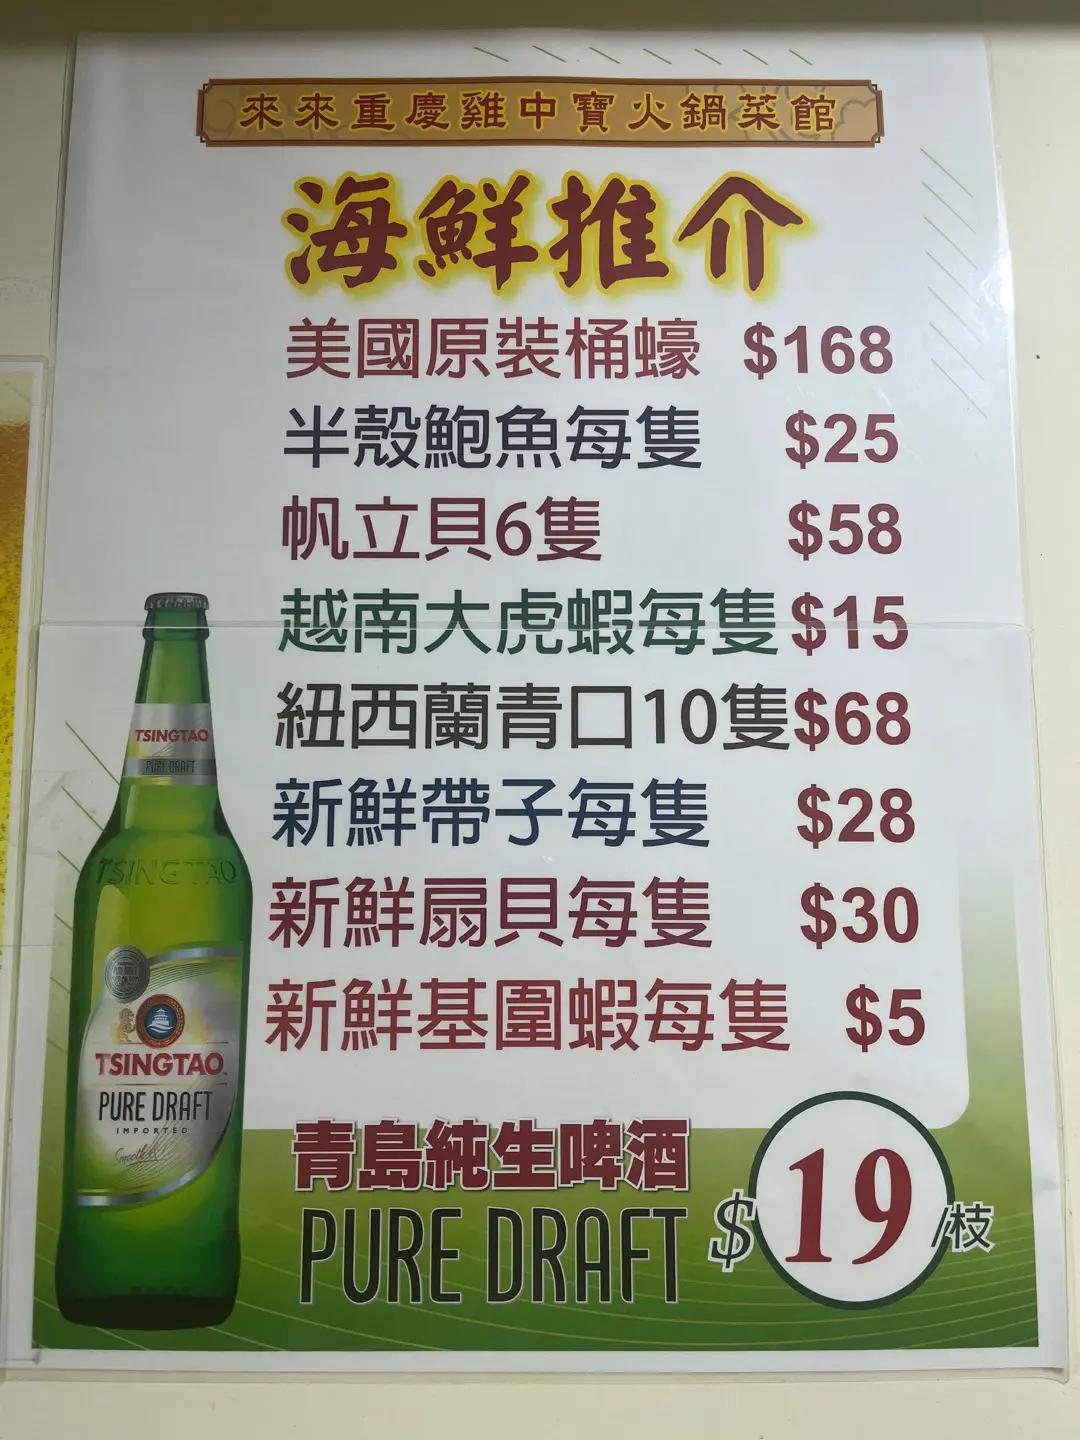 來來重慶雞中寶火鍋菜館
海鮮推介
美國原裝桶蠔 $168
半殼鮑魚每隻 $25
帆立貝6隻 $58
越南大虎蝦每隻 $15
紐西蘭青口10隻 $68
新鮮帶子每隻 $28
新鮮扇貝每隻 $30
新鮮基圍蝦每隻 $5
青島純生啤酒
PURE DRAFT
$19/枝
TSINGTAO
PURE DRAFT
TSINGTAO
TSINGTAO
PURE DRAFT
IMPORTED